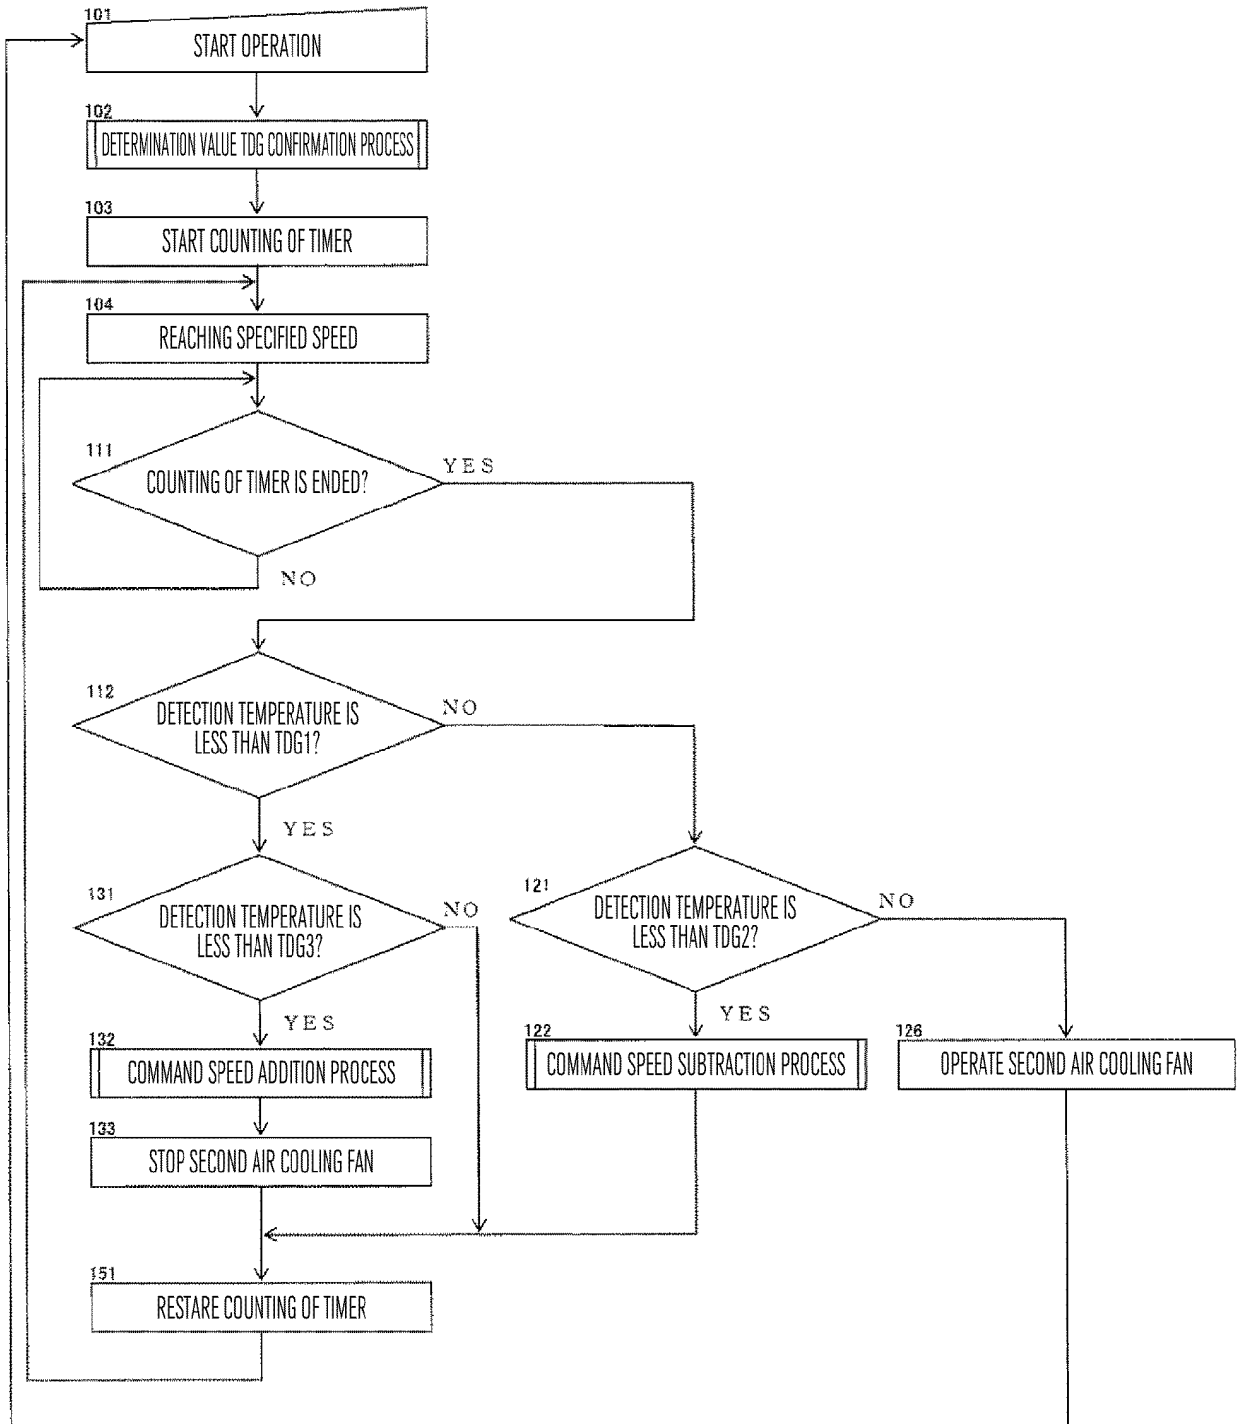 101
START OPERATION
102
DETERMINATION VALUE TDG CONFIRMATION PROCESS
103
START COUNTING OF TIMER
104
REACHING SPECIFIED SPEED
111
COUNTING OF TIMER IS ENDED?
YES
NO
112
DETECTION TEMPERATURE IS
LESS THAN TDG1?
NO
YES
131
DETECTION TEMPERATURE IS
LESS THAN TDG3?
NO
YES
121
DETECTION TEMPERATURE IS
LESS THAN TDG2?
NO
YES
132
COMMAND SPEED ADDITION PROCESS
122
COMMAND SPEED SUBTRACTION PROCESS
126
OPERATE SECOND AIR COOLING FAN
133
STOP SECOND AIR COOLING FAN
151
RESTARE COUNTING OF TIMER